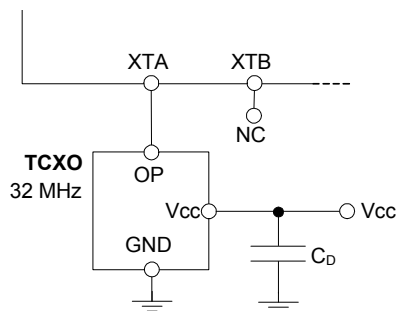 XTA
XTB
NC
TCXO
32 MHz
OP
Vcc
Vcc
GND
CD